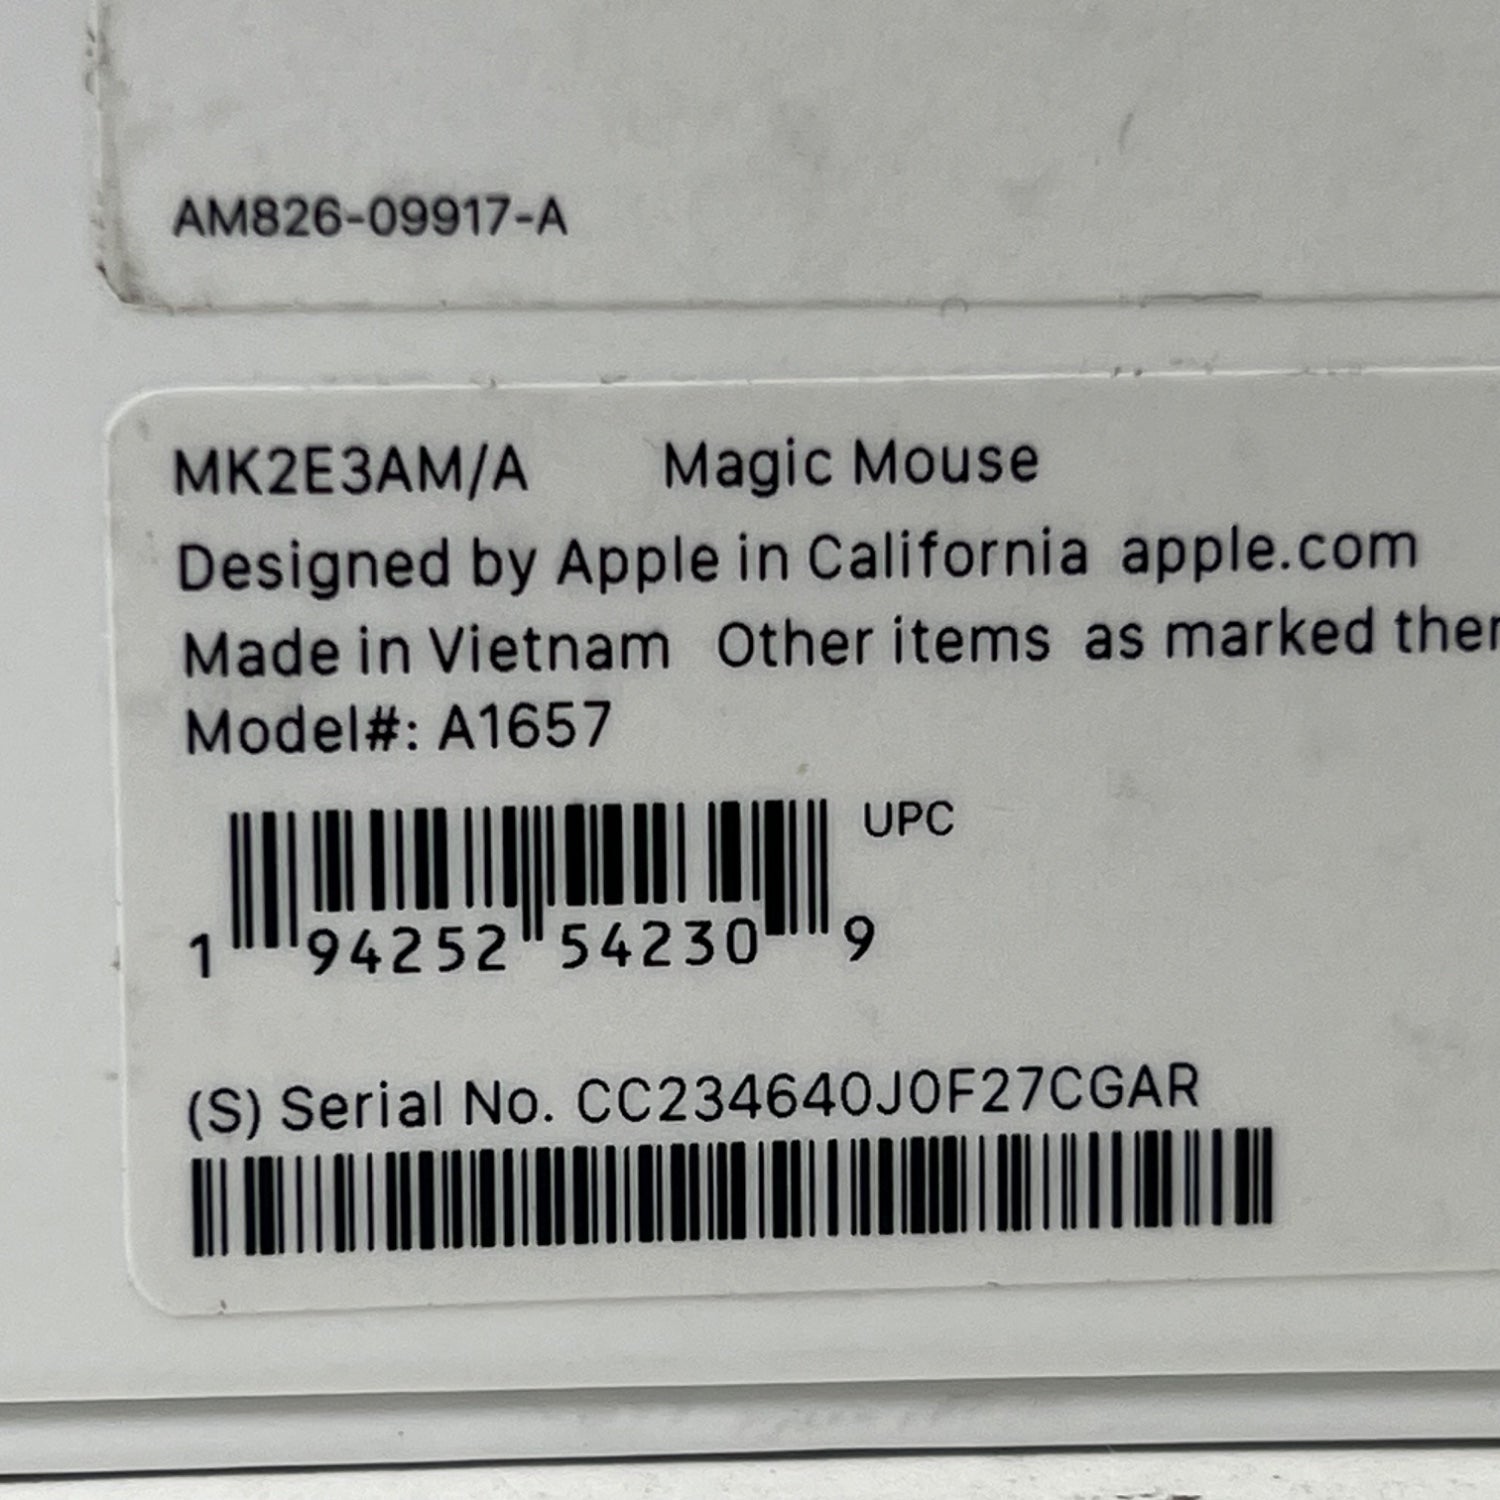 AM826-09917-A
MK2E3AM/A Magic Mouse
Designed by Apple in California apple.com
Made in Vietnam Other items as marked
Model#: A1657
UPC
1 94252 54230 9
(S) Serial No. CC234640J0F27CGAR